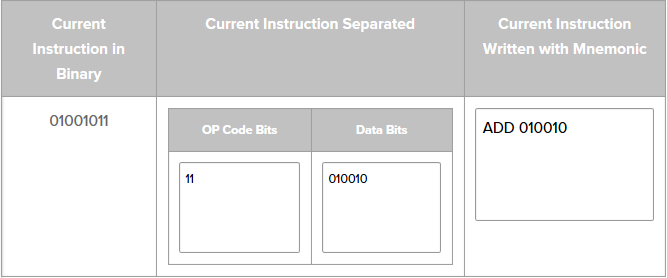 Current
Instruction in
Binary
Current Instruction Separated
Current Instruction
Written with Mnemonic
01001011
OP Code Bits
Data Bits
11
010010
ADD 010010